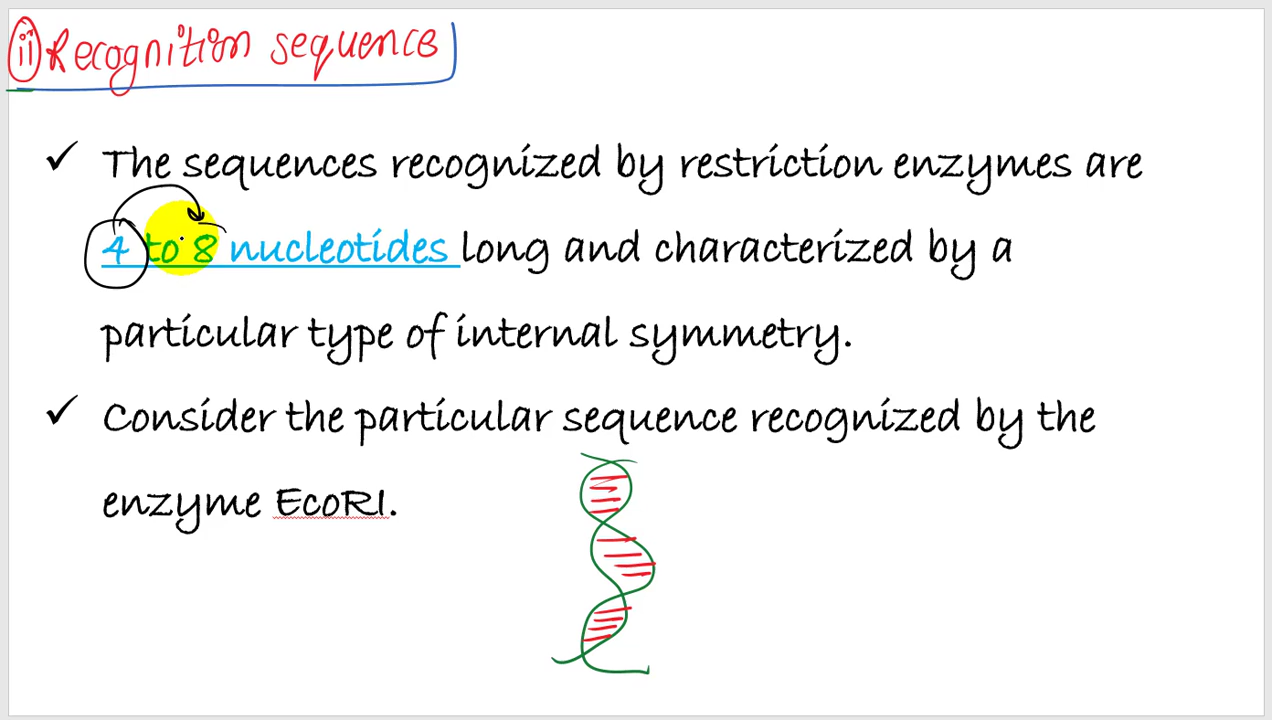 ii Recognition sequence
✓ The sequences recognized by restriction enzymes are
4 to 8 nucleotides long and characterized by a
particular type of internal symmetry.
✓ Consider the particular sequence recognized by the
enzyme EcoRI.